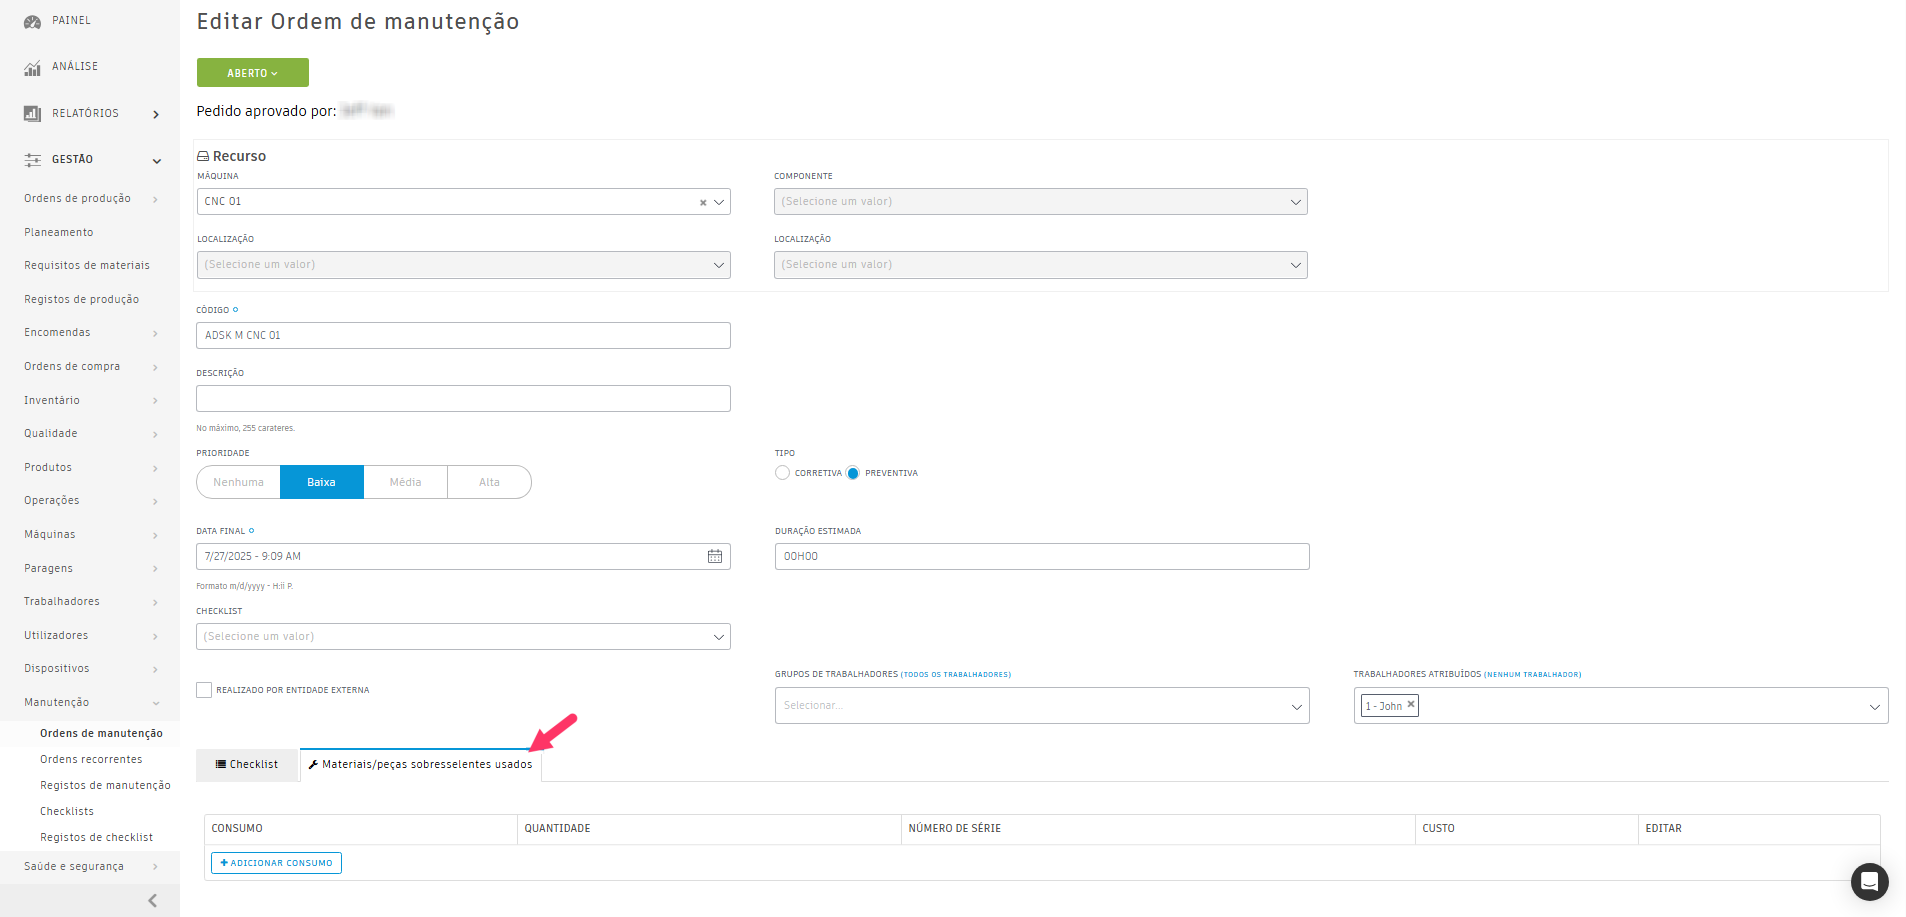 PAINEL
ANÁLISE
RELATÓRIOS
GESTÃO
Ordens de produção
Planeamento
Requisitos de materiais
Registos de produção
Encomendas
Ordens de compra
Inventário
Qualidade
Produtos
Operações
Máquinas
Paragens
Trabalhadores
Utilizadores
Dispositivos
Manutenção
Ordens de manutenção
Ordens recorrentes
Registos de manutenção
Checklists
Registos de checklist
Saúde e segurança
Editar Ordem de manutenção
ABERTO
Pedido aprovado por:
Recurso
MÁQUINA
CNC 01
COMPONENTE
(Selecione um valor)
LOCALIZAÇÃO
(Selecione um valor)
LOCALIZAÇÃO
(Selecione um valor)
CÓDIGO
ADSK M CNC 01
DESCRIÇÃO
No máximo, 255 carateres.
PRIORIDADE
Nenhuma Baixa Média Alta
TIPO
CORRETIVA PREVENTIVA
DATA FINAL
7/27/2025 - 9:09 AM
Formato m/d/yyyy - H:ii P.
DURAÇÃO ESTIMADA
00H00
CHECKLIST
(Selecione um valor)
REALIZADO POR ENTIDADE EXTERNA
GRUPOS DE TRABALHADORES (TODOS OS TRABALHADORES)
Selecionar...
TRABALHADORES ATRIBUÍDOS (NENHUM TRABALHADOR)
1 - John
Checklist
Materiais/peças sobresselentes usados
CONSUMO QUANTIDADE NÚMERO DE SÉRIE CUSTO EDITAR
+ ADICIONAR CONSUMO